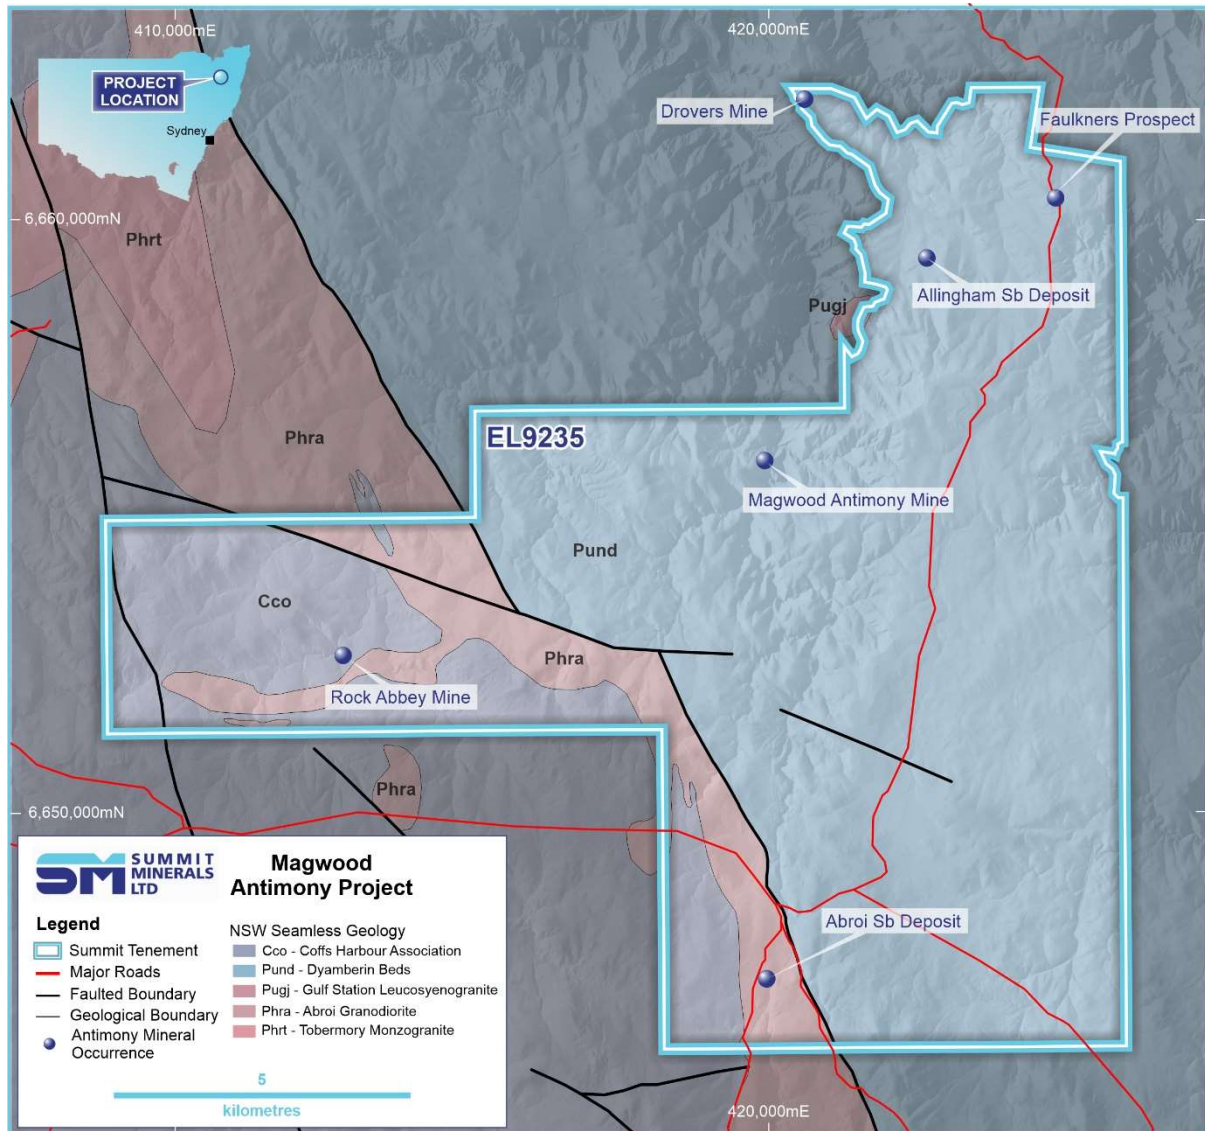 410,000mE
420,000mE
PROJECT
LOCATION
Sydney
Drovers Mine
Faulkners Prospect
6,660,000mN
Phrt
Allingham Sb Deposit
Pugj
Phra
EL9235
Magwood Antimony Mine
Pund
Cco
Phra
Rock Abbey Mine
Phra
6,650,000mN
SM SUMMIT
MINERALS
LTD
Magwood
Antimony Project
Legend
Summit Tenement
Major Roads
Faulted Boundary
Geological Boundary
Antimony Mineral
Occurrence
NSW Seamless Geology
Cco - Coffs Harbour Association
Pund - Dyamberin Beds
Pugj - Gulf Station Leucosyenogranite
Phra - Abroi Granodiorite
Phrt - Tobermory Monzogranite
5
kilometres
Abroi Sb Deposit
420,000mE